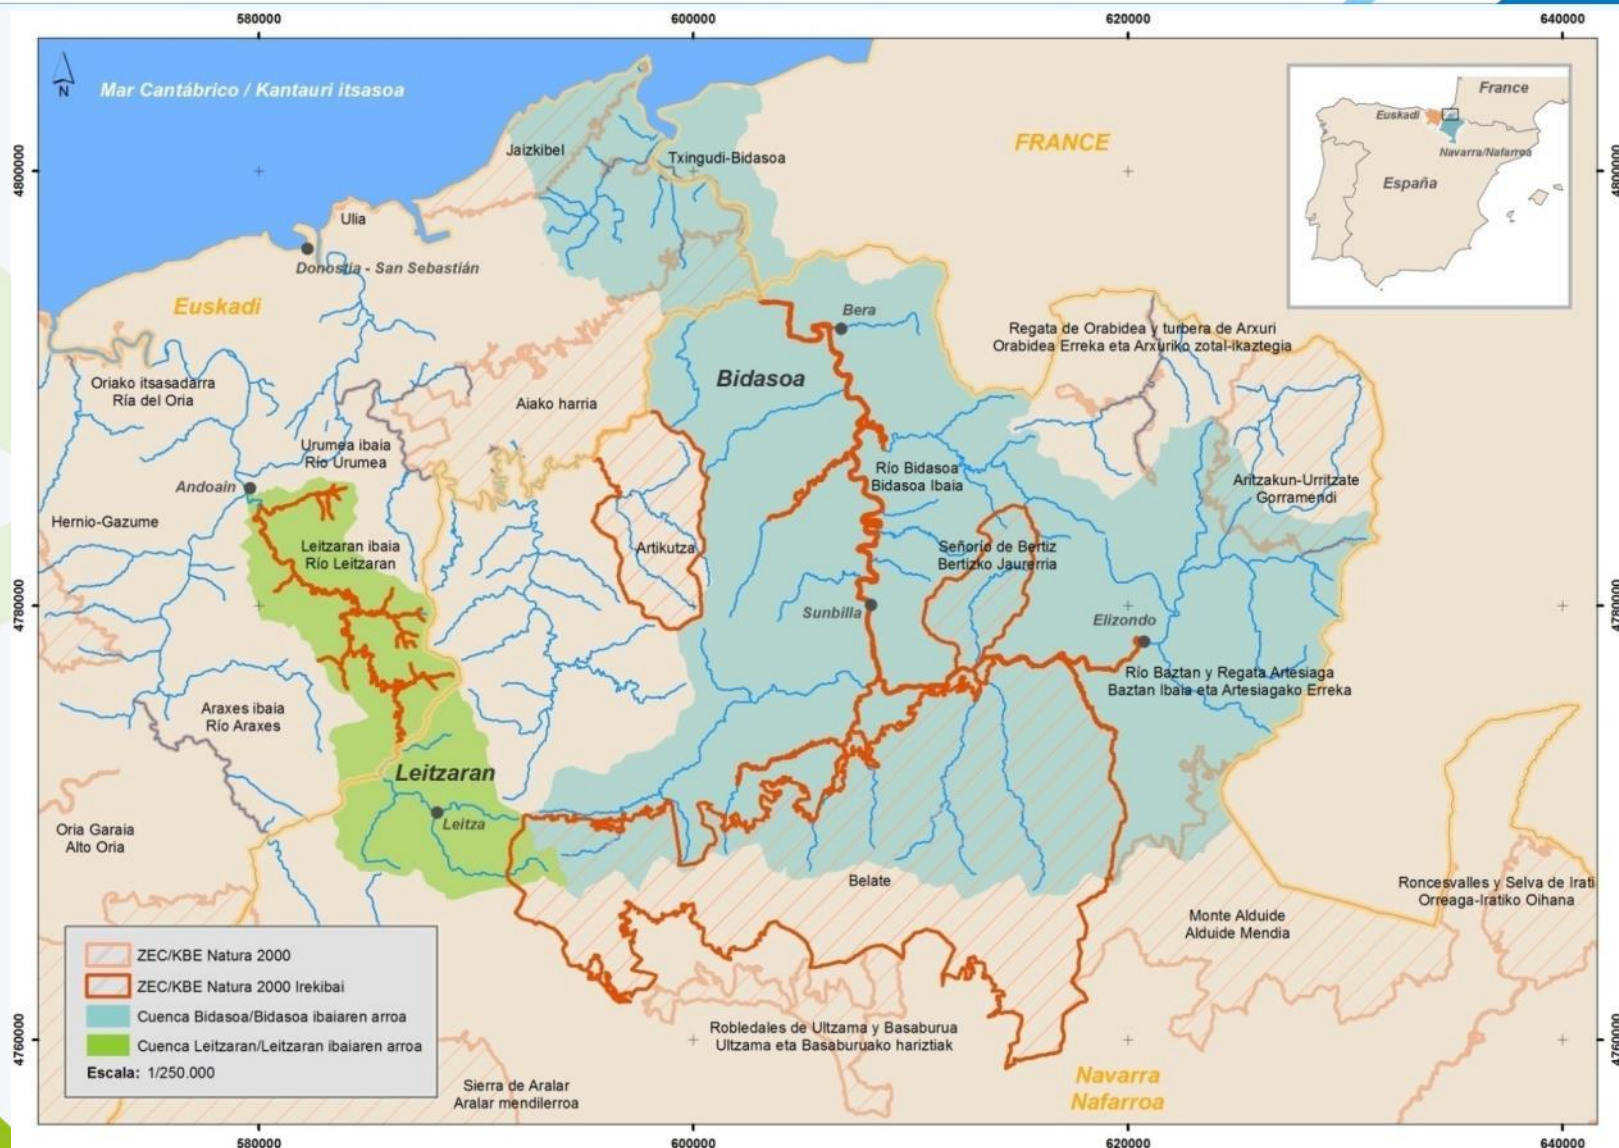 580000
600000
620000
640000
N
Mar Cantábrico / Kantauri itsasoa
France
Euskadi
Navarra/Nafarroa
España
4800000
4800000
Jaizkibel
Txingudi-Bidasoa
FRANCE
Ulia
Donostia - San Sebastián
Euskadi
Bera
Regata de Orabidea y turbera de Arxuri
Orabidea Erreka eta Arxuriko zotal-ikaztegia
Oriako itsasadarra
Ría del Oria
Bidasoa
Aiako harria
Urumea ibaia
Río Urumea
Andoain
Río Bidasoa
Bidasoa Ibaia
Aritzakun-Urritzate
Gorramendi
Hernio-Gazume
Leitzaran ibaia
Río Leitzaran
Artikutza
Señorío de Bertiz
Bertizko Jaurerria
4780000
4780000
Sunbilla
Elizondo
Río Baztan y Regata Artesiaga
Baztan Ibaia eta Artesiagako Erreka
Araxes ibaia
Río Araxes
Leitzaran
Leitza
Oria Garaia
Alto Oria
Belate
Roncesvalles y Selva de Irati
Orreaga-Iratiko Oihana
Monte Alduide
Alduide Mendia
ZEC/KBE Natura 2000
ZEC/KBE Natura 2000 Irekibai
Cuenca Bidasoa/Bidasoa ibaiaren arroa
Cuenca Leitzaran/Leitzaran ibaiaren arroa
Escala: 1/250.000
Robledales de Ultzama y Basaburua
Ultzama eta Basaburuako hariztiak
4760000
4760000
Sierra de Aralar
Aralar mendilerroa
Navarra
Nafarroa
580000
600000
620000
640000